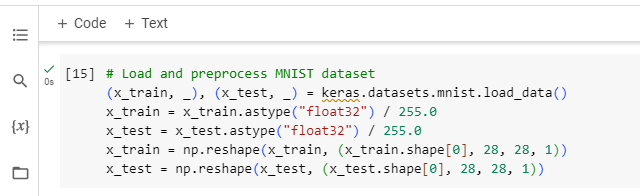 + Code + Text
[15] # Load and preprocess MNIST dataset
0s
(x_train, _), (x_test, _) = keras.datasets.mnist.load_data()
x_train = x_train.astype("float32") / 255.0
x_test = x_test.astype("float32") / 255.0
x_train = np.reshape(x_train, (x_train.shape[0], 28, 28, 1))
x_test = np.reshape(x_test, (x_test.shape[0], 28, 28, 1))
{x}